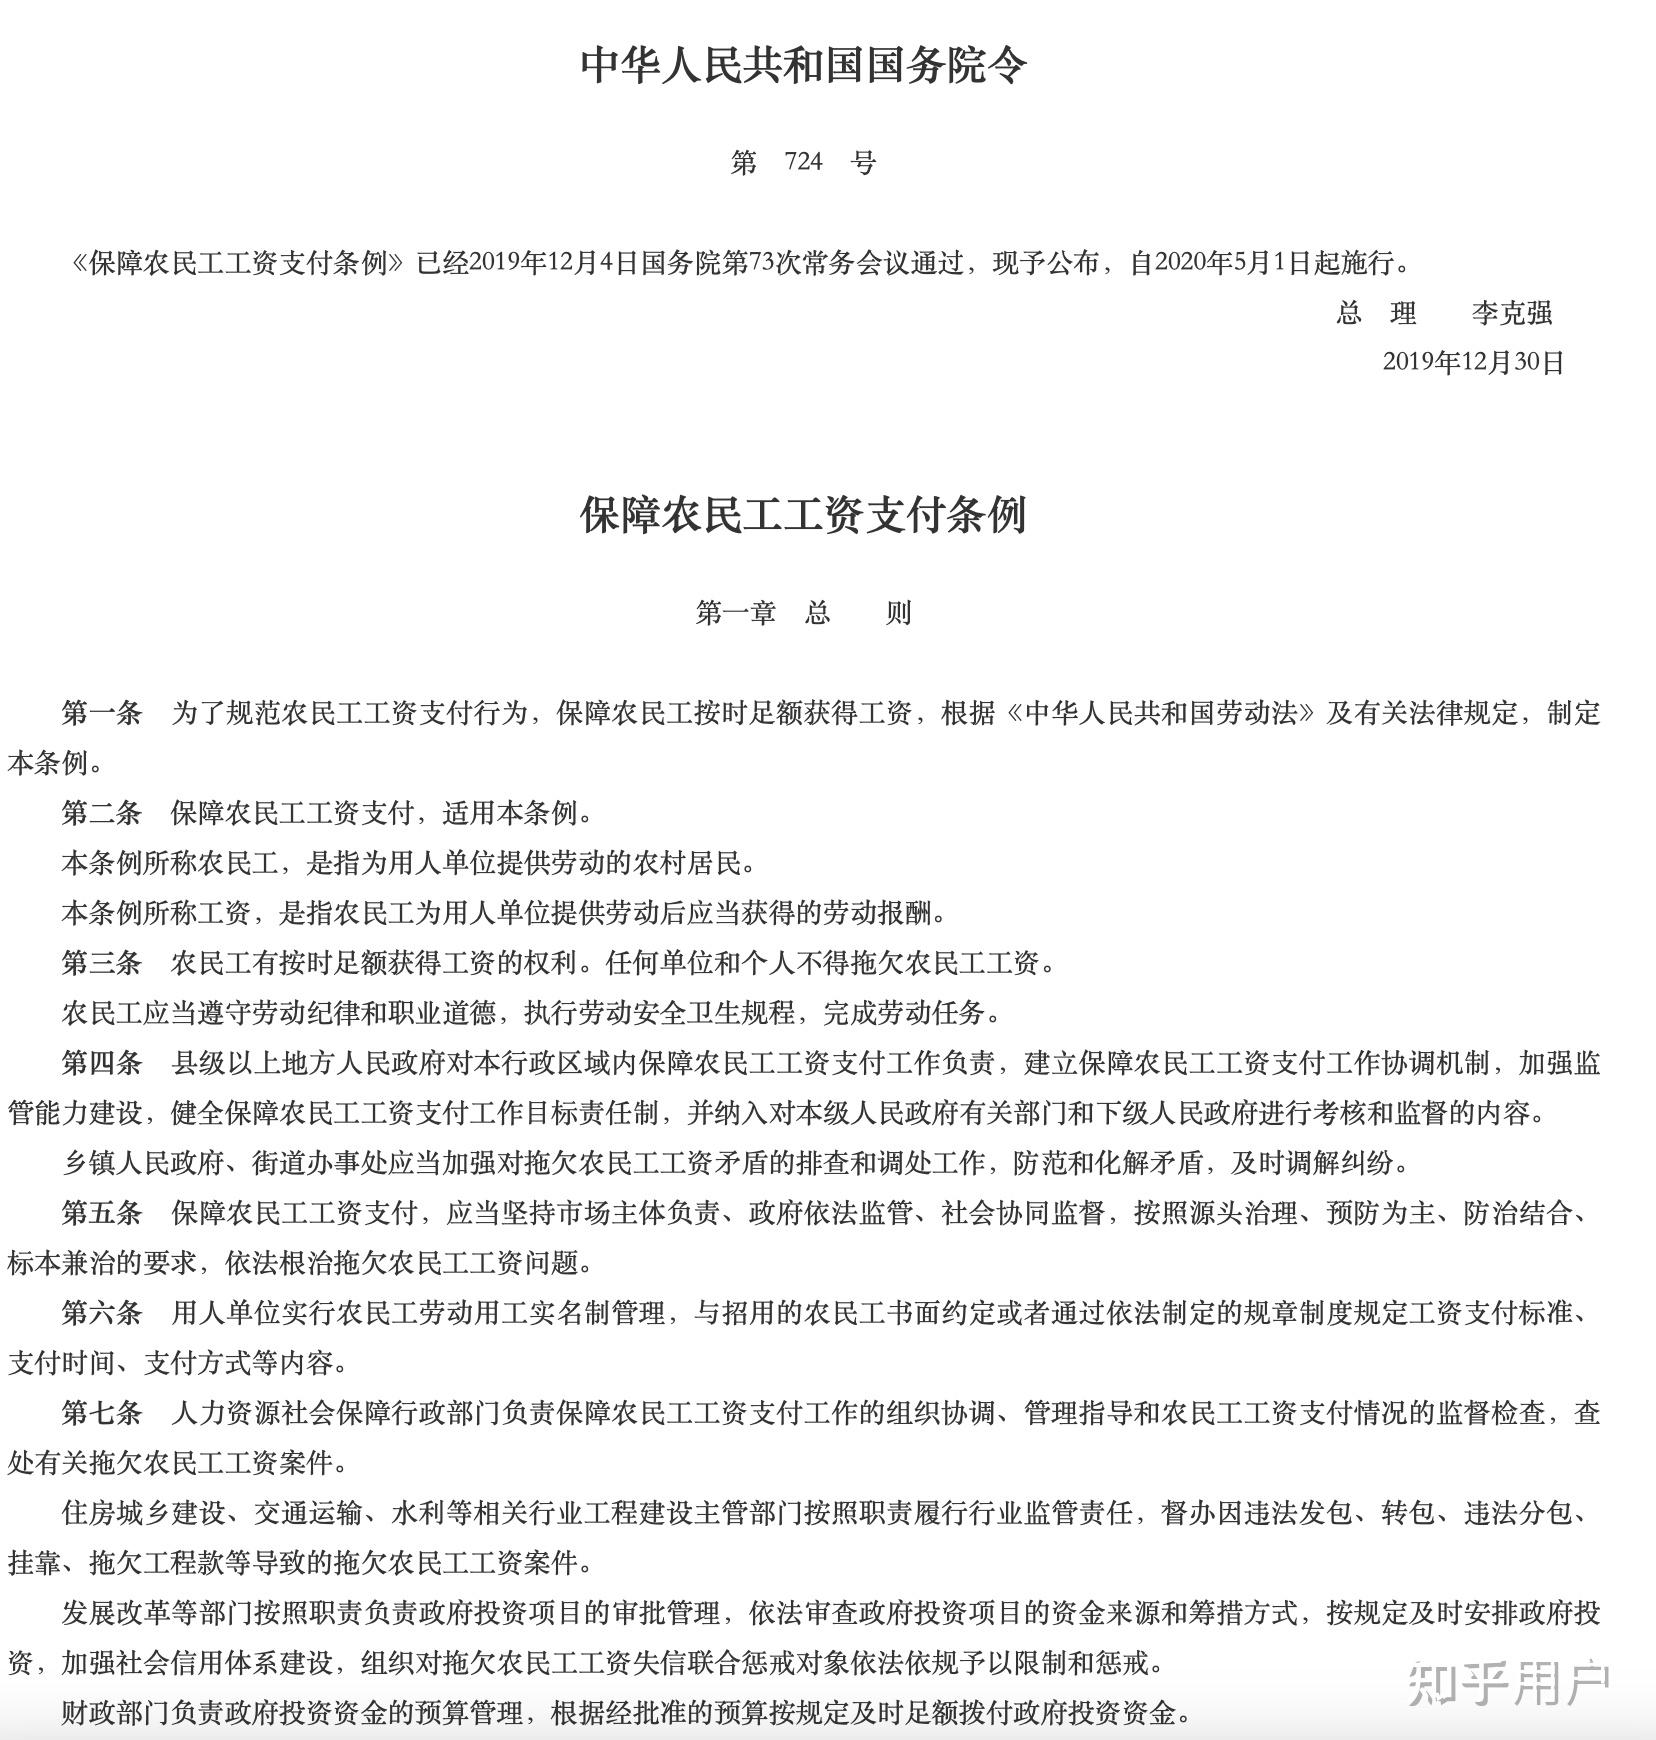 中华人民共和国国务院令
第 724 号
《保障农民工工资支付条例》已经2019年12月4日国务院第73次常务会议通过，现予公布，自2020年5月1日起施行。
总 理 李克强
2019年12月30日
保障农民工工资支付条例
第一章 总 则
第一条 为了规范农民工工资支付行为，保障农民工按时足额获得工资，根据《中华人民共和国劳动法》及有关法律规定，制定
本条例。
第二条 保障农民工工资支付，适用本条例。
本条例所称农民工，是指为用人单位提供劳动的农村居民。
本条例所称工资，是指农民工为用人单位提供劳动后应当获得的劳动报酬。
第三条 农民工有按时足额获得工资的权利。任何单位和个人不得拖欠农民工工资。
农民工应当遵守劳动纪律和职业道德，执行劳动安全卫生规程，完成劳动任务。
第四条 县级以上地方人民政府对本行政区域内保障农民工工资支付工作负责，建立保障农民工工资支付工作协调机制，加强监
管能力建设，健全保障农民工工资支付工作目标责任制，并纳入对本级人民政府有关部门和下级人民政府进行考核和监督的内容。
乡镇人民政府、街道办事处应当加强对拖欠农民工工资矛盾的排查和调处工作，防范和化解矛盾，及时调解纠纷。
第五条 保障农民工工资支付，应当坚持市场主体负责、政府依法监管、社会协同监督，按照源头治理、预防为主、防治结合、
标本兼治的要求，依法根治拖欠农民工工资问题。
第六条 用人单位实行农民工劳动用工实名制管理，与招用的农民工书面约定或者通过依法制定的规章制度规定工资支付标准、
支付时间、支付方式等内容。
第七条 人力资源社会保障行政部门负责保障农民工工资支付工作的组织协调、管理指导和农民工工资支付情况的监督检查，查
处有关拖欠农民工工资案件。
住房城乡建设、交通运输、水利等相关行业工程建设主管部门按照职责履行行业监管责任，督办因违法发包、转包、违法分包、
挂靠、拖欠工程款等导致的拖欠农民工工资案件。
发展改革等部门按照职责负责政府投资项目的审批管理，依法审查政府投资项目的资金来源和筹措方式，按规定及时安排政府投
资，加强社会信用体系建设，组织对拖欠农民工工资失信联合惩戒对象依法依规予以限制和惩戒。
财政部门负责政府投资资金的预算管理，根据经批准的预算按规定及时足额拨付政府投资资金。
知乎用户